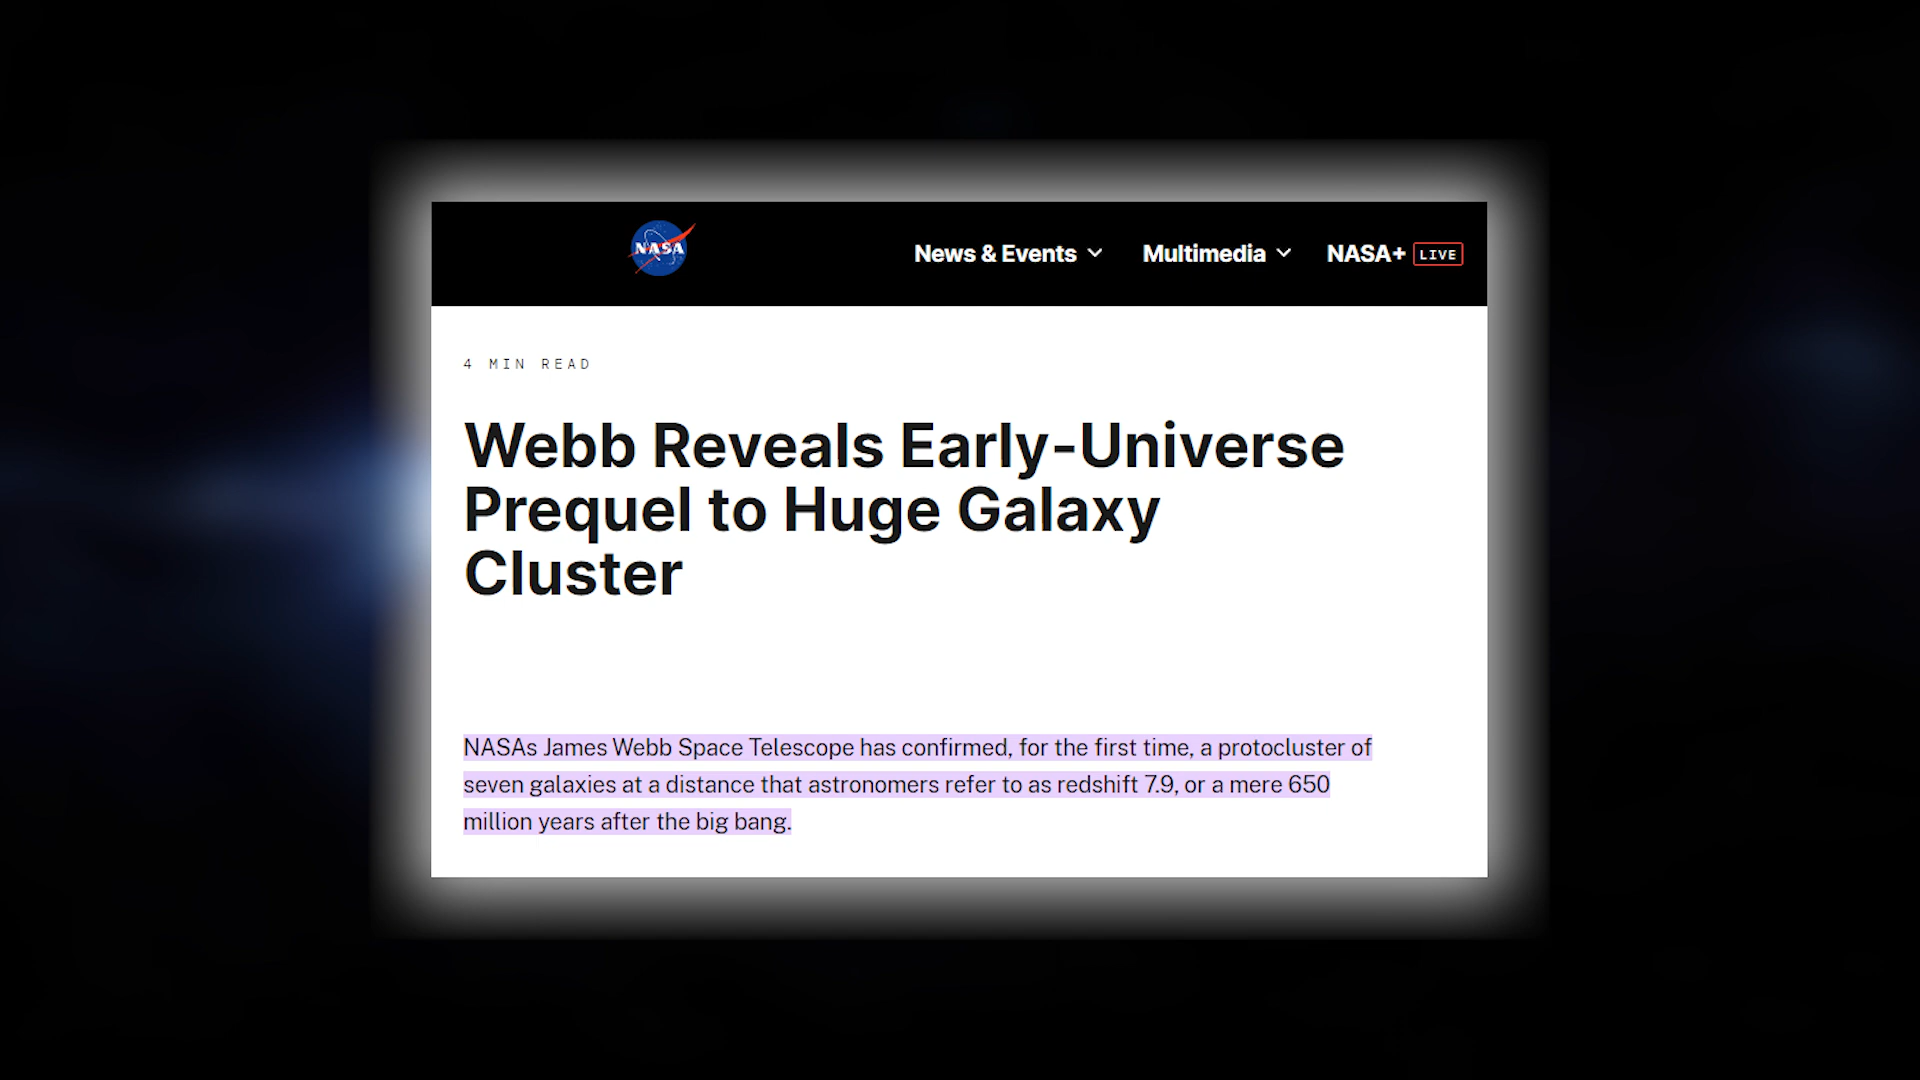 NASA
News & Events
Multimedia
NASA+ LIVE
4 MIN READ
Webb Reveals Early-Universe
Prequel to Huge Galaxy
Cluster
NASAs James Webb Space Telescope has confirmed, for the first time, a protocluster of
seven galaxies at a distance that astronomers refer to as redshift 7.9, or a mere 650
million years after the big bang.